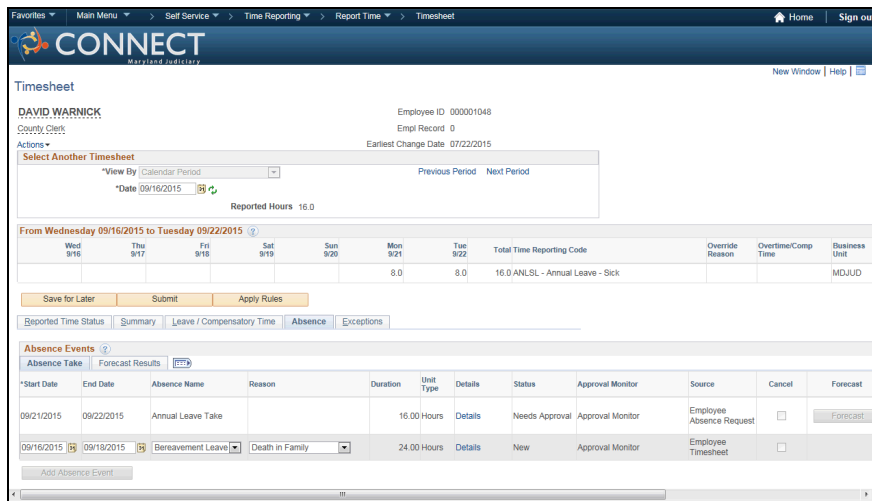 Favorites Main Menu > Self Service > Time Reporting > Report Time > Timesheet Home Sign ou
CONNECT
Maryland Judiciary
New Window | Help |
Timesheet
DAVID WARNICK Employee ID 000001048
County Clerk Empl Record 0
Actions Earliest Change Date 07/22/2015
Select Another Timesheet
*View By Calendar Period Previous Period Next Period
*Date 09/16/2015
Reported Hours 16.0
From Wednesday 09/16/2015 to Tuesday 09/22/2015
Wed Thu Fri Sat Sun Mon Tue Total Time Reporting Code Override Overtime/Comp Business
9/16 9/17 9/18 9/19 9/20 9/21 9/22 Reason Time Unit
8.0 8.0 16.0 ANLSL - Annual Leave - Sick MDJUD
Save for Later Submit Apply Rules
Reported Time Status Summary Leave / Compensatory Time Absence Exceptions
Absence Events
Absence Take Forecast Results
*Start Date End Date Absence Name Reason Duration Unit Type Details Status Approval Monitor Source Cancel Forecast
09/21/2015 09/22/2015 Annual Leave Take 16.00 Hours Details Needs Approval Approval Monitor Employee Absence Request Forecast
09/16/2015 09/18/2015 Bereavement Leave Death in Family 24.00 Hours Details New Approval Monitor Employee Timesheet
Add Absence Event